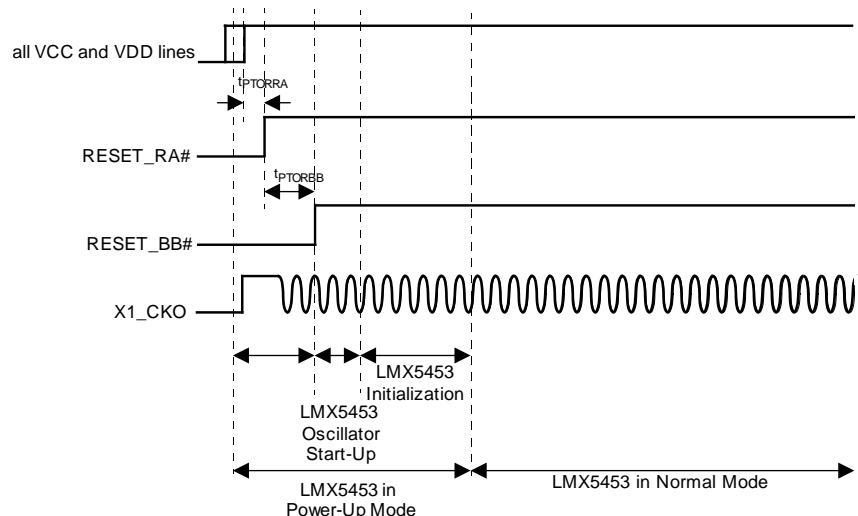 all VCC and VDD lines
tPTORRA
RESET_RA#
tPTORBB
RESET_BB#
X1_CKO
LMX5453
Initialization
LMX5453
Oscillator
Start-Up
LMX5453 in
Power-Up Mode
LMX5453 in Normal Mode